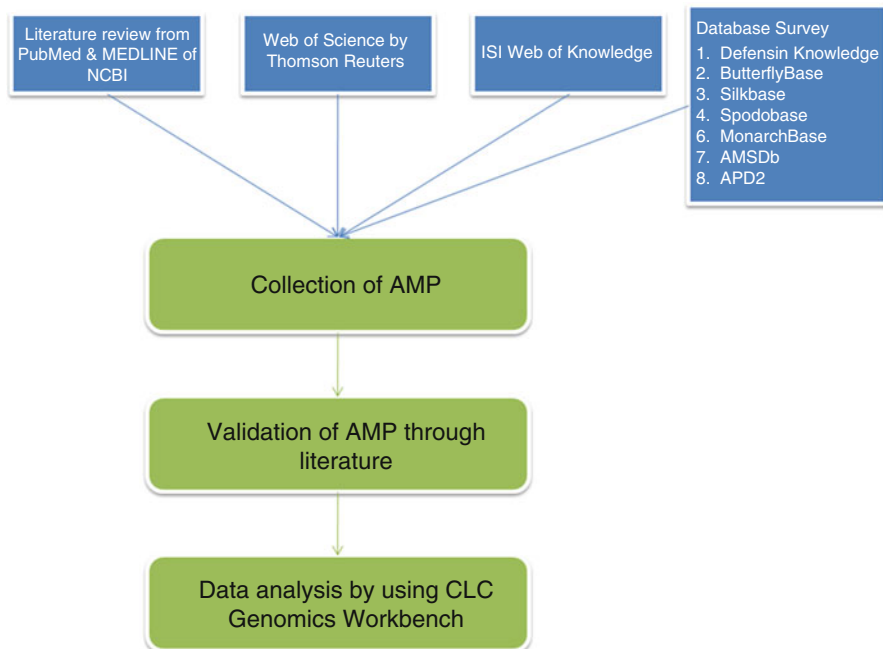 Literature review from
PubMed & MEDLINE of
NCBI
Web of Science by
Thomson Reuters
ISI Web of Knowledge
Database Survey
1. Defensin Knowledge
2. ButterflyBase
3. Silkbase
4. Spodobase
6. MonarchBase
7. AMSDb
8. APD2
Collection of AMP
Validation of AMP through
literature
Data analysis by using CLC
Genomics Workbench